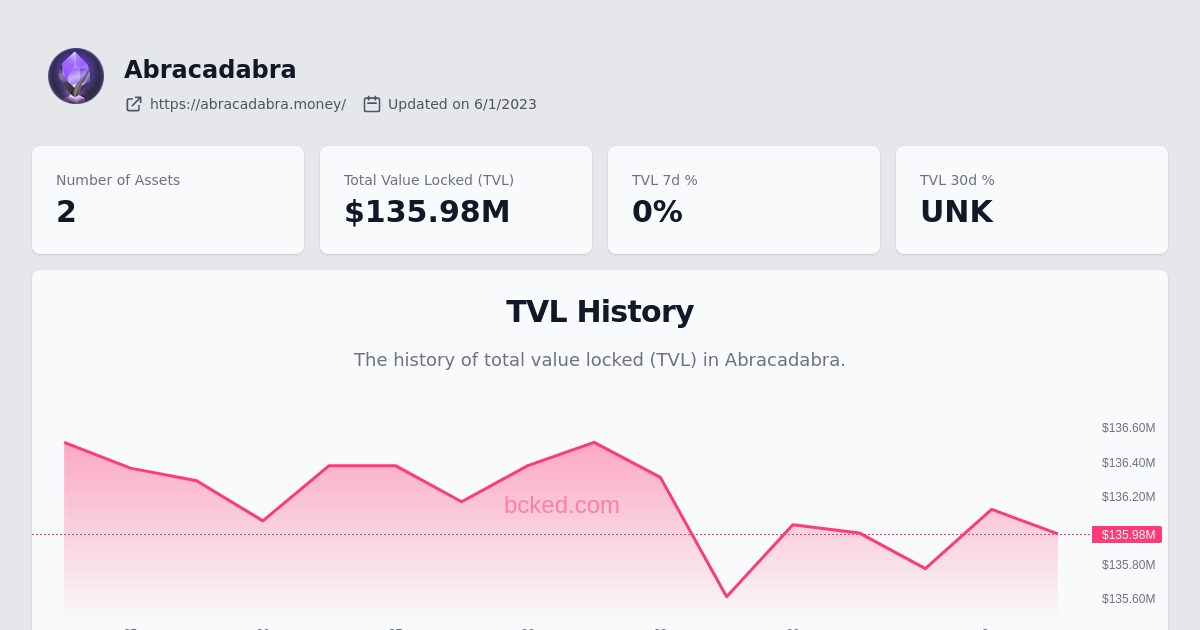 Abracadabra
https://abracadabra.money/ Updated on 6/1/2023
Number of Assets
2
Total Value Locked (TVL)
$135.98M
TVL 7d %
0%
TVL 30d %
UNK
TVL History
The history of total value locked (TVL) in Abracadabra.
$136.60M
$136.40M
$136.20M
bcked.com
$135.98M
$135.80M
$135.60M